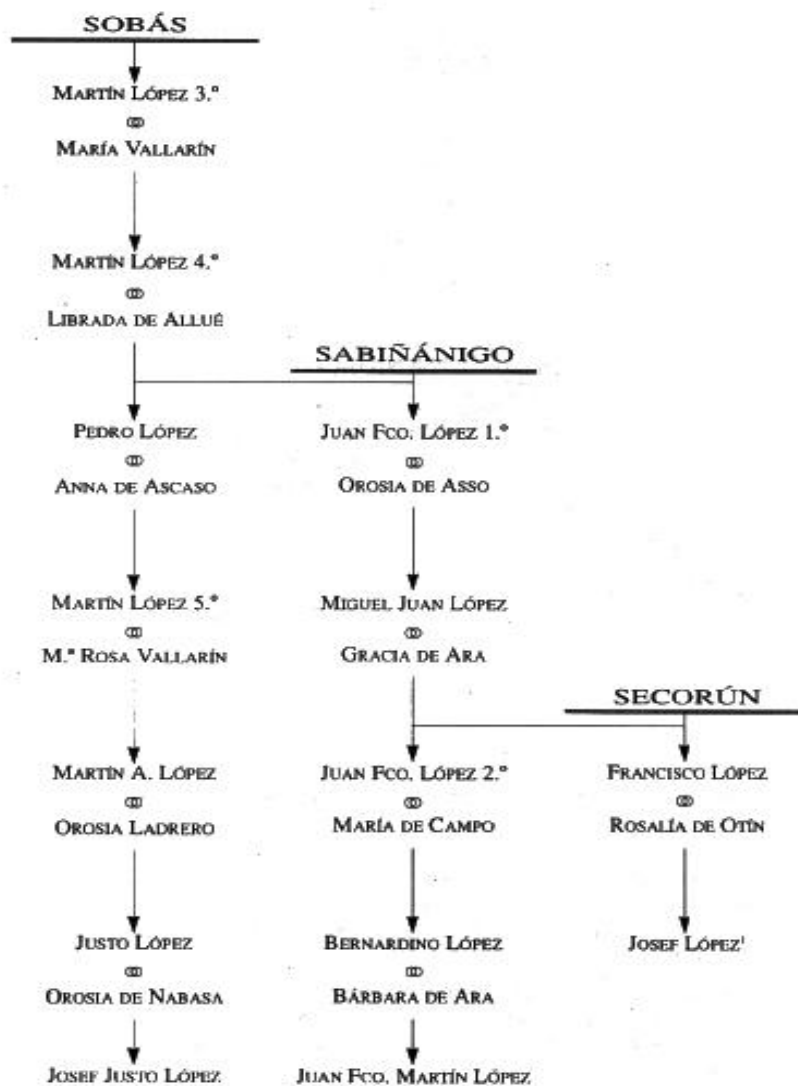 SOBÁS
MARTÍN LÓPEZ 3.º
MARÍA VALLARÍN
MARTÍN LÓPEZ 4.º
LIBRADA DE ALLUÉ
SABIÑÁNIGO
PEDRO LÓPEZ
ANNA DE ASCASO
JUAN FCO. LÓPEZ 1.º
OROSIA DE ASSO
MARTÍN LÓPEZ 5.º
M.ª ROSA VALLARÍN
MIGUEL JUAN LÓPEZ
GRACIA DE ARA
SECORÚN
MARTÍN A. LÓPEZ
OROSIA LADRERO
JUAN FCO. LÓPEZ 2.º
MARÍA DE CAMPO
FRANCISCO LÓPEZ
ROSALÍA DE OTÍN
JUSTO LÓPEZ
OROSIA DE NABASA
BERNARDINO LÓPEZ
BÁRBARA DE ARA
JOSEF LÓPEZ¹
JOSEF JUSTO LÓPEZ
JUAN FCO. MARTÍN LÓPEZ